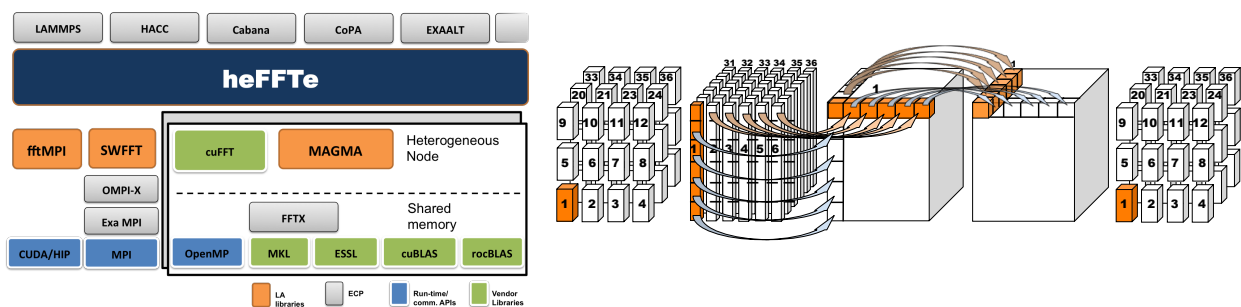 LAMMPS HACC Cabana CoPA EXAALT
heFFTe
fftMPI SWFFT cuFFT MAGMA Heterogeneous
Node
OMPI-X
Exa MPI FFTX Shared
memory
CUDA/HIP MPI OpenMP MKL ESSL cuBLAS rocBLAS
LA
libraries
ECP
Run-time/
comm. APIs
Vendor
Libraries
33 34 35 36
20 21 23 24
9 10 11 12
5 6 7 8
1 2 3 4
31 32 33 34 35 36
1 2 3 4 5 6
1
33 34 35 36
20 21 23 24
9 10 11 12
5 6 7 8
1 2 3 4